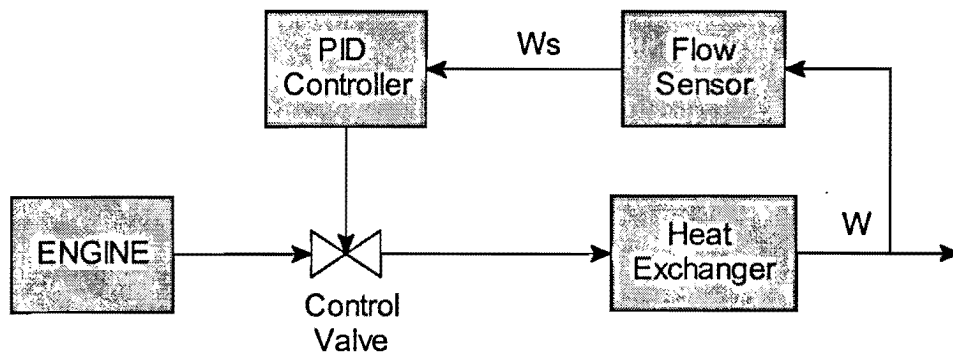 PID
Controller
Ws
Flow
Sensor
ENGINE
Control
Valve
Heat
Exchanger
W